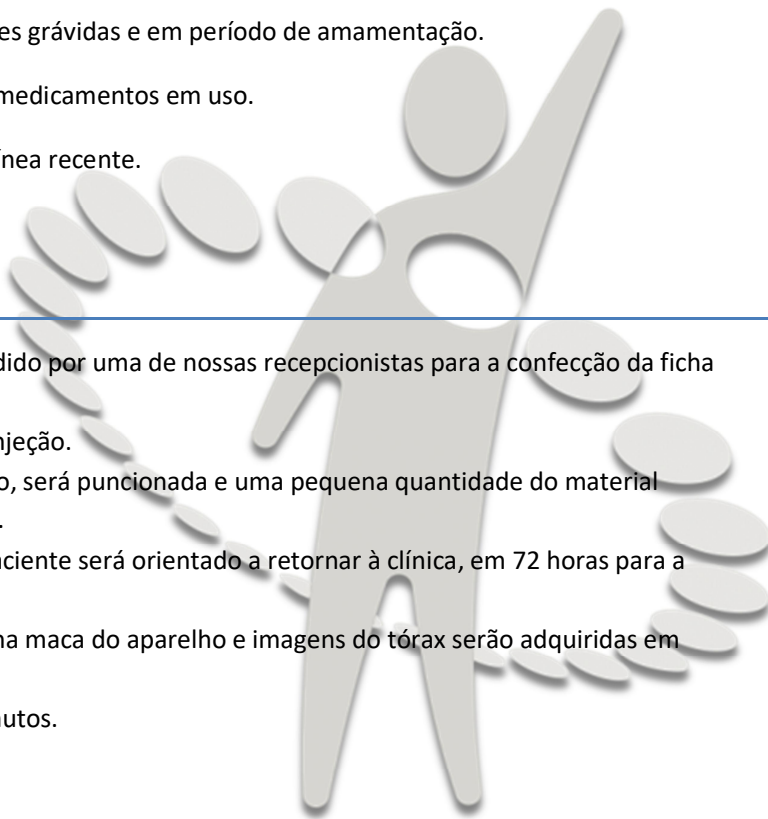 es grávidas e em período de amamentação.
medicamentos em uso.
nea recente.
dido por uma de nossas recepcionistas para a confecção da ficha
njeção.
o, será puncionada e uma pequena quantidade do material
.
aciente será orientado a retornar à clínica, em 72 horas para a
na maca do aparelho e imagens do tórax serão adquiridas em
nutos.